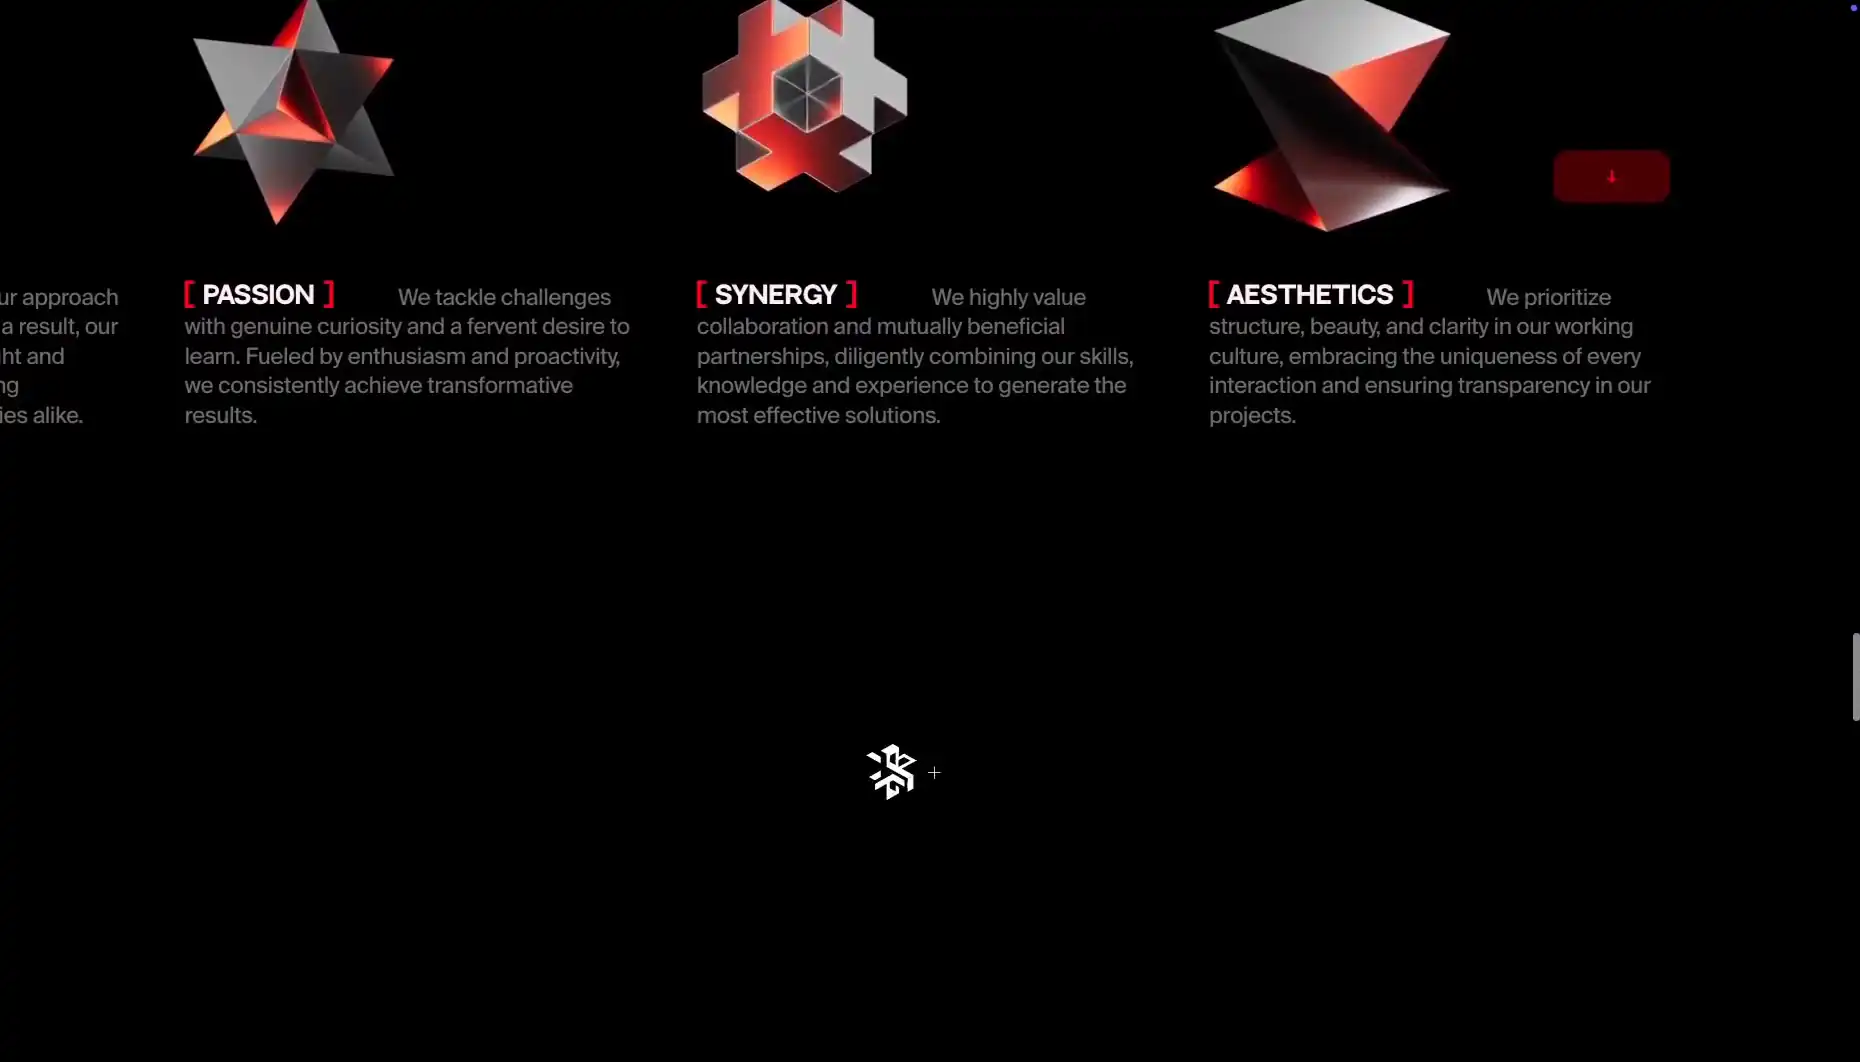 ur approach
a result, our
ht and
ng
ies alike.
[ PASSION ] We tackle challenges
with genuine curiosity and a fervent desire to
learn. Fueled by enthusiasm and proactivity,
we consistently achieve transformative
results.
[ SYNERGY ] We highly value
collaboration and mutually beneficial
partnerships, diligently combining our skills,
knowledge and experience to generate the
most effective solutions.
[ AESTHETICS ] We prioritize
structure, beauty, and clarity in our working
culture, embracing the uniqueness of every
interaction and ensuring transparency in our
projects.